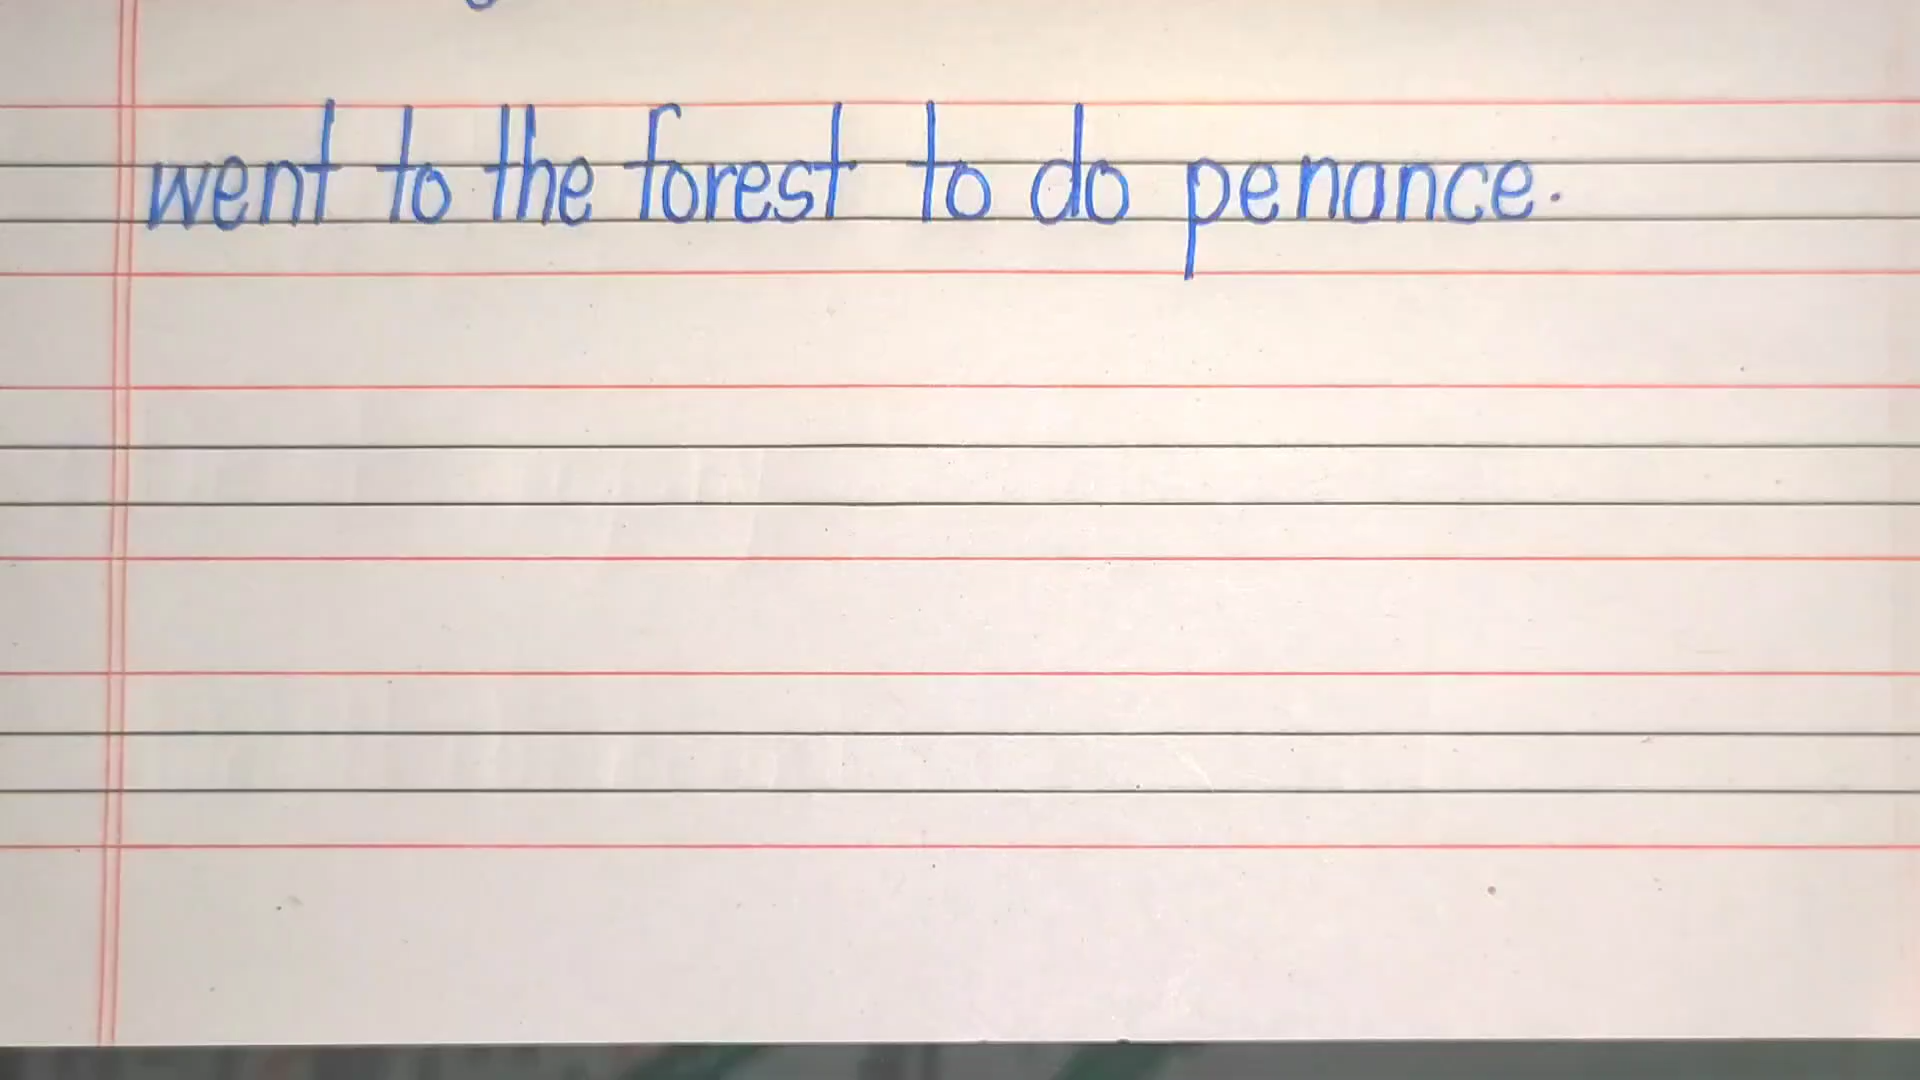 went to the forest to do penance.